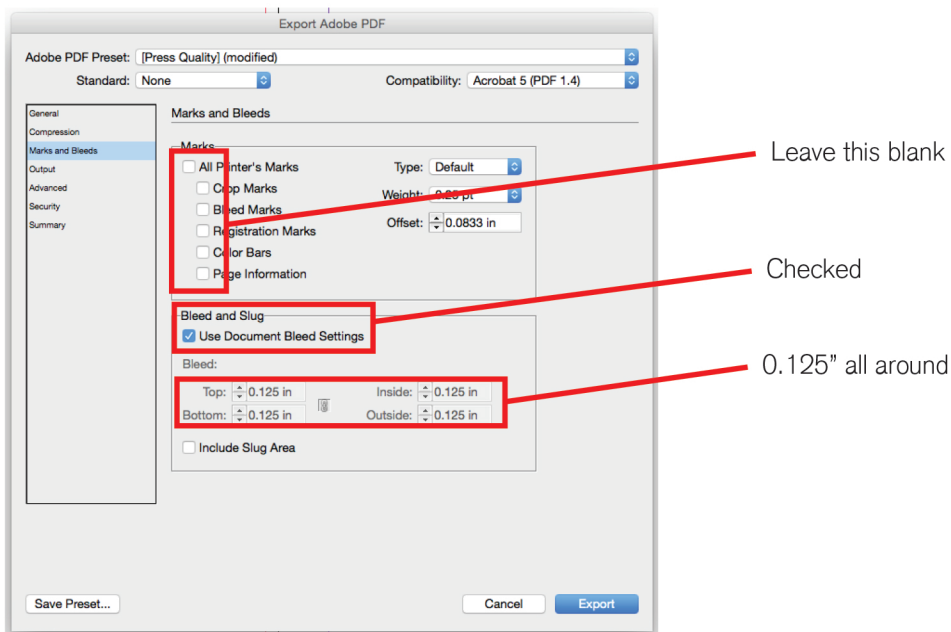 Export Adobe PDF
Adobe PDF Preset: [Press Quality] (modified)
Standard: None Compatibility: Acrobat 5 (PDF 1.4)
General
Compression
Marks and Bleeds
Output
Advanced
Security
Summary
Marks and Bleeds
Marks
All Printer's Marks
Crop Marks
Bleed Marks
Registration Marks
Color Bars
Page Information
Type: Default
Weight: 0.25 pt
Offset: 0.0833 in
Bleed and Slug
Use Document Bleed Settings
Bleed:
Top: 0.125 in Inside: 0.125 in
Bottom: 0.125 in Outside: 0.125 in
Include Slug Area
Save Preset... Cancel Export
Leave this blank
Checked
0.125” all around